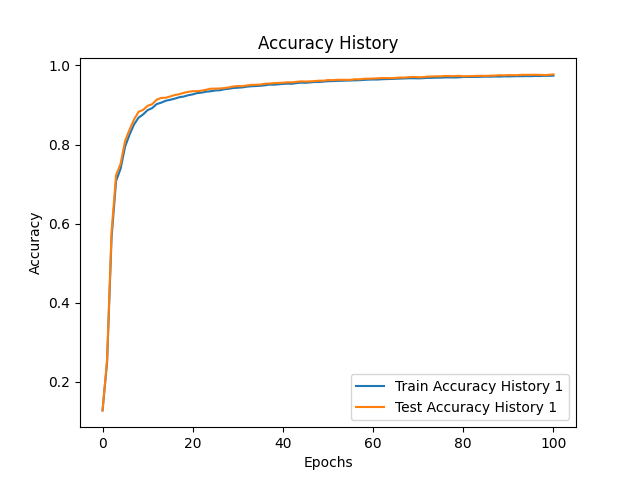 Accuracy History
1.0
0.8
0.6
0.4
0.2
Accuracy
Train Accuracy History 1
Test Accuracy History 1
0 20 40 60 80 100
Epochs